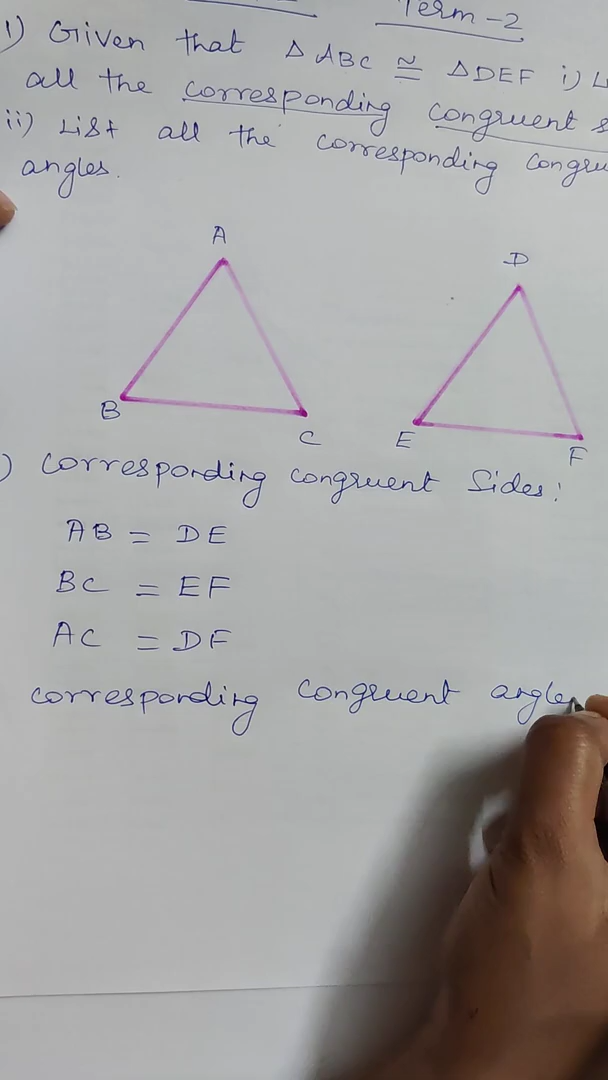 Term-2
1) Given that △ABC ≅ △DEF i)
all the corresponding congruent
ii) List all the corresponding
angles.
A
D
B
C
E
F
) corresponding congruent Sides:
AB = DE
BC = EF
AC = DF
corresponding congruent angle